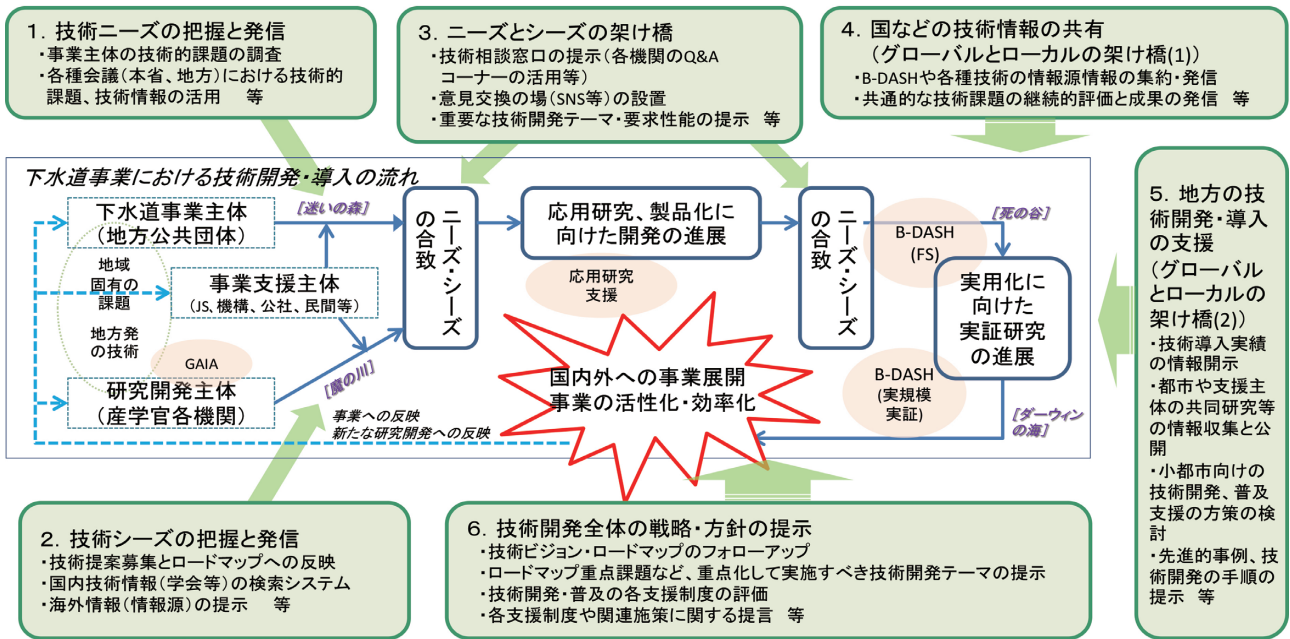 1．技術ニーズの把握と発信
・事業主体の技術的課題の調査
・各種会議（本省、地方）における技術的
課題、技術情報の活用　等
3．ニーズとシーズの架け橋
・技術相談窓口の提示（各機関のQ&A
コーナーの活用等）
・意見交換の場（SNS等）の設置
・重要な技術開発テーマ・要求性能の提示　等
4．国などの技術情報の共有
（グローバルとローカルの架け橋(1)）
・B-DASHや各種技術の情報源情報の集約・発信
・共通的な技術課題の継続的評価と成果の発信　等
下水道事業における技術開発・導入の流れ
下水道事業主体
（地方公共団体）
［迷いの森］
地域
固有の
課題
地方発
の技術
事業支援主体
（JS、機構、公社、民間等）
GAIA
研究開発主体
（産学官各機関）
［魔の川］
ニーズ・シーズ
の合致
応用研究、製品化に
向けた開発の進展
応用研究
支援
ニーズ・シーズ
の合致
B-DASH
(FS)
［死の谷］
実用化に
向けた
実証研究
の進展
B-DASH
(実規模
実証)
［ダーウィン
の海］
国内外への事業展開
事業の活性化・効率化
事業への反映
新たな研究開発への反映
5．地方の技
術開発・導入
の支援
（グローバル
とローカルの
架け橋(2)）
・技術導入実績
の情報開示
・都市や支援主
体の共同研究等
の情報収集と公
開
・小都市向けの
技術開発、普及
支援の方策の検
討
・先進的事例、技
術開発の手順の
提示　等
2．技術シーズの把握と発信
・技術提案募集とロードマップへの反映
・国内技術情報（学会等）の検索システム
・海外情報（情報源）の提示　等
6．技術開発全体の戦略・方針の提示
・技術ビジョン・ロードマップのフォローアップ
・ロードマップ重点課題など、重点化して実施すべき技術開発テーマの提示
・技術開発・普及の各支援制度の評価
・各支援制度や関連施策に関する提言　等